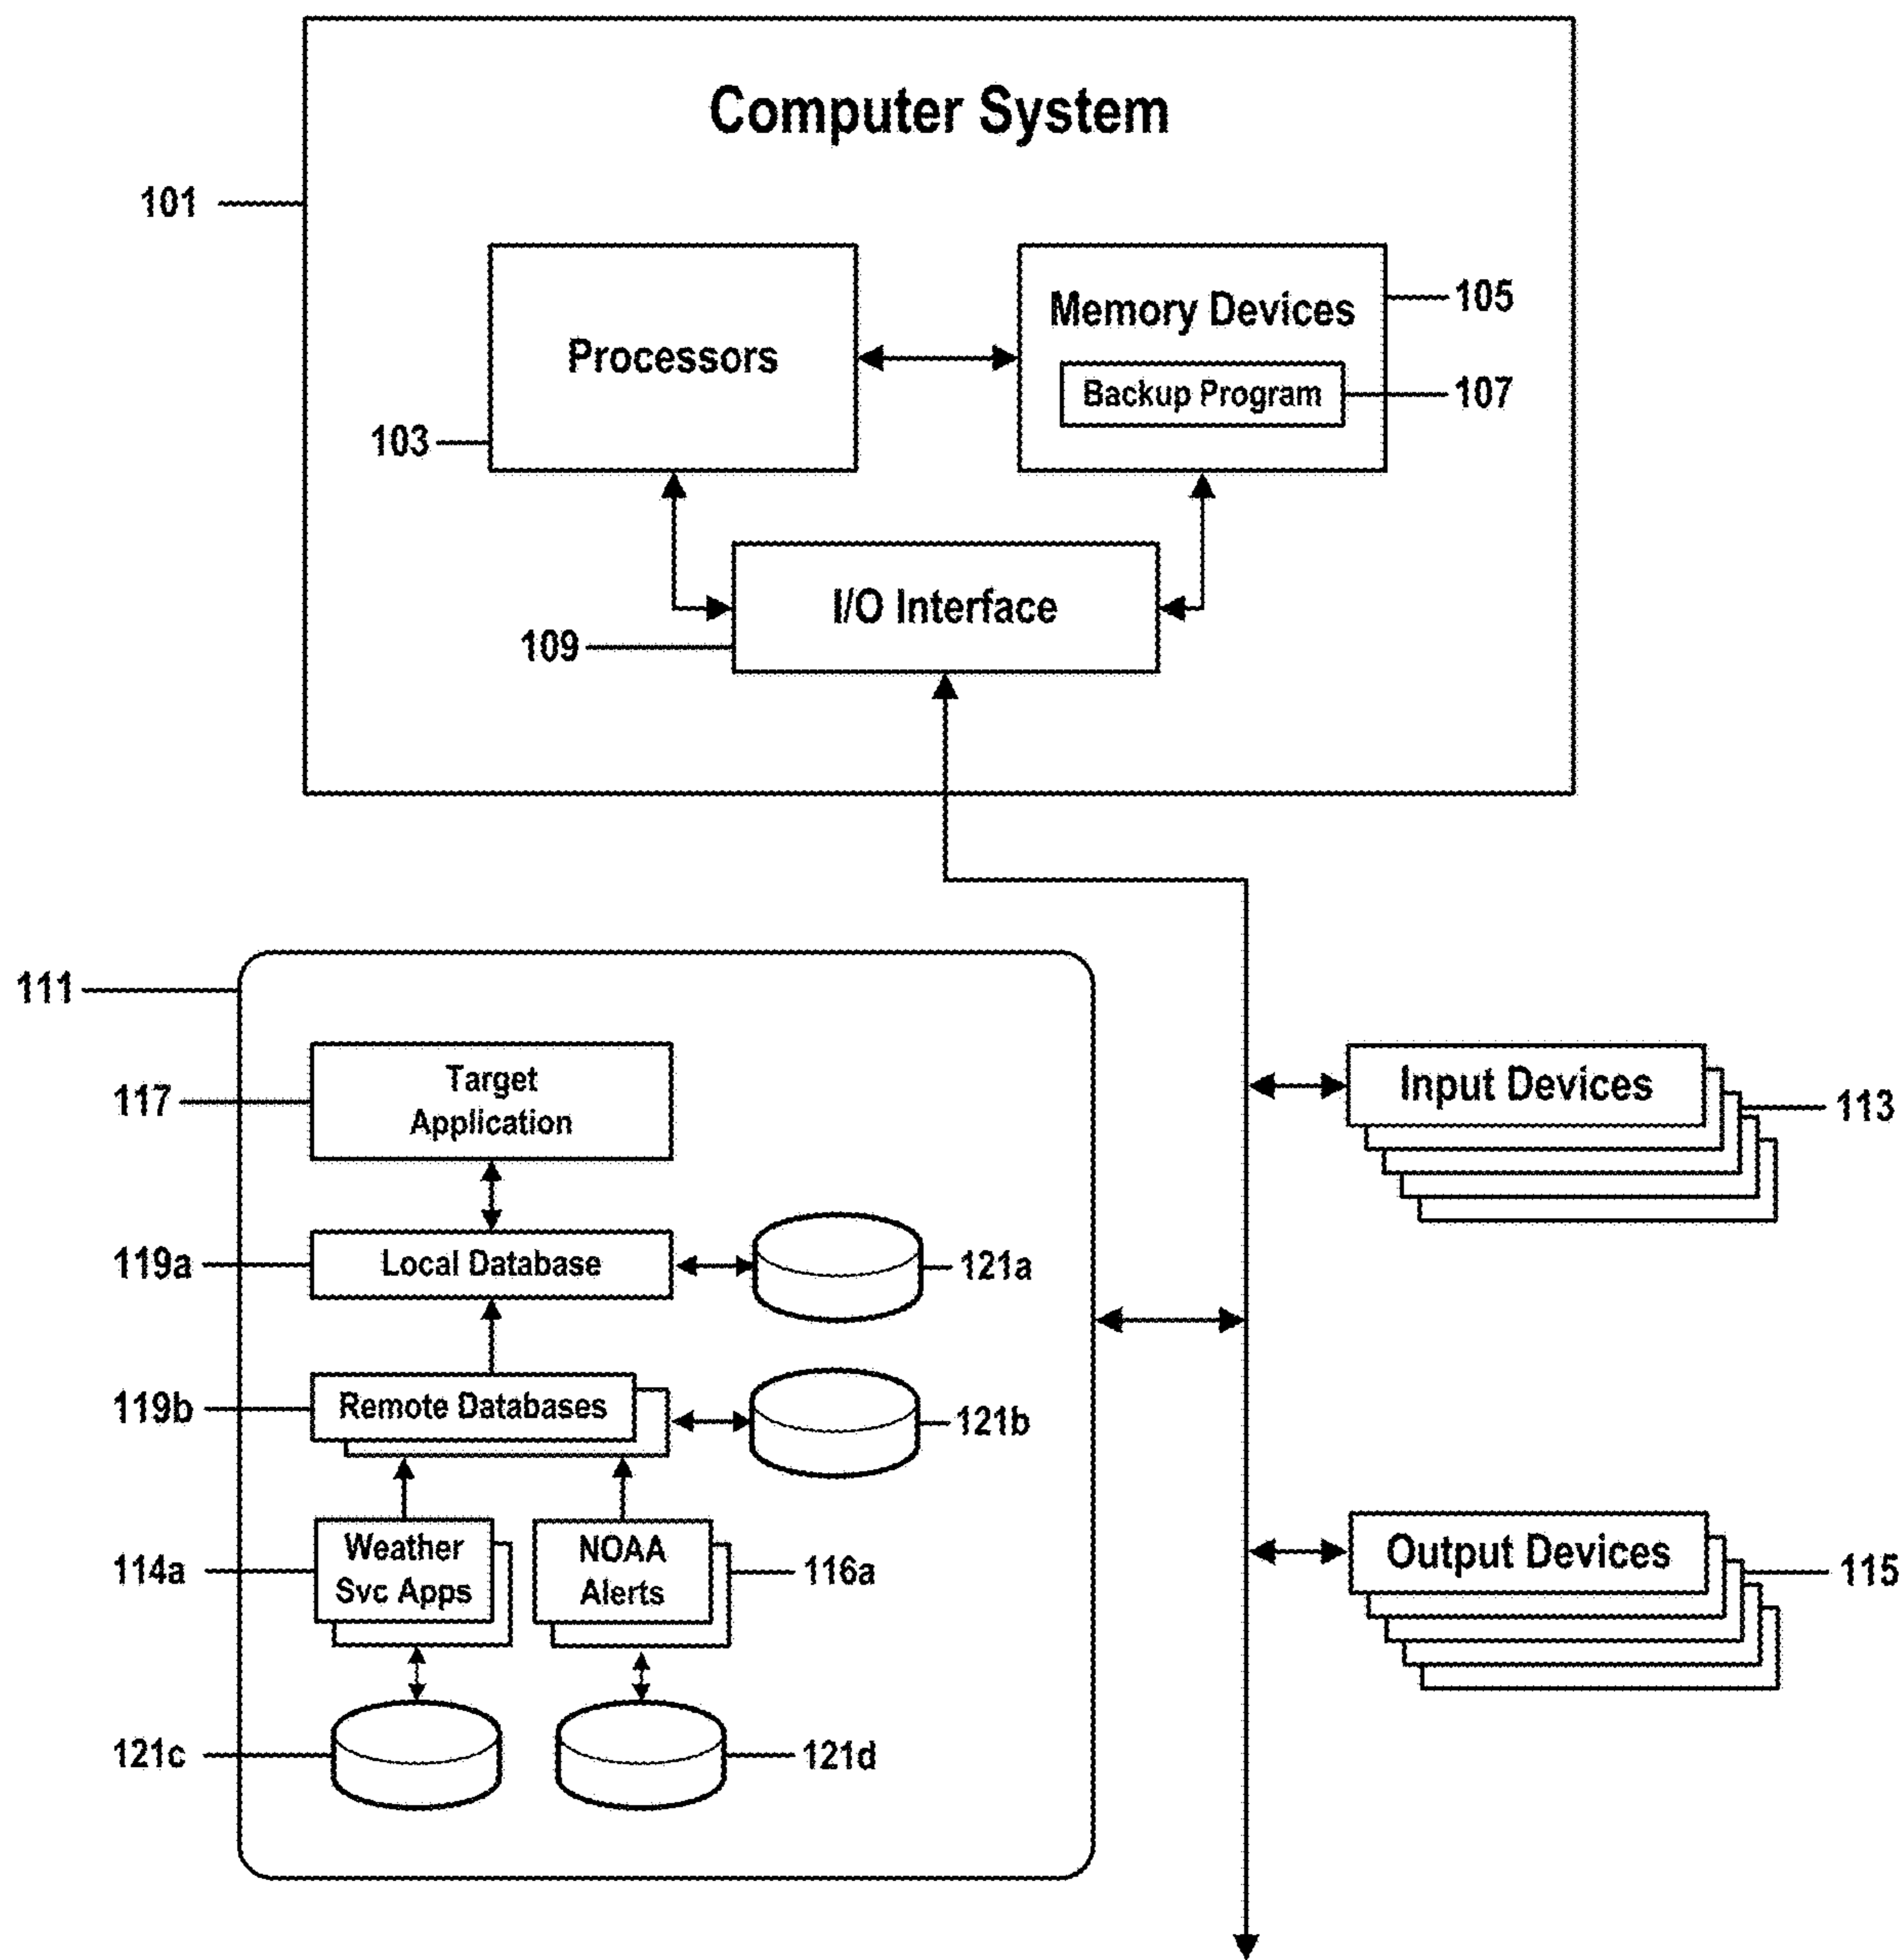 Computer System
101
Processors
Memory Devices
105
Backup Program
107
103
I/O Interface
109
111
Target
Application
117
Input Devices
113
119a
Local Database
121a
119b
Remote Databases
121b
Weather
Svc Apps
114a
NOAA
Alerts
116a
Output Devices
115
121c
121d